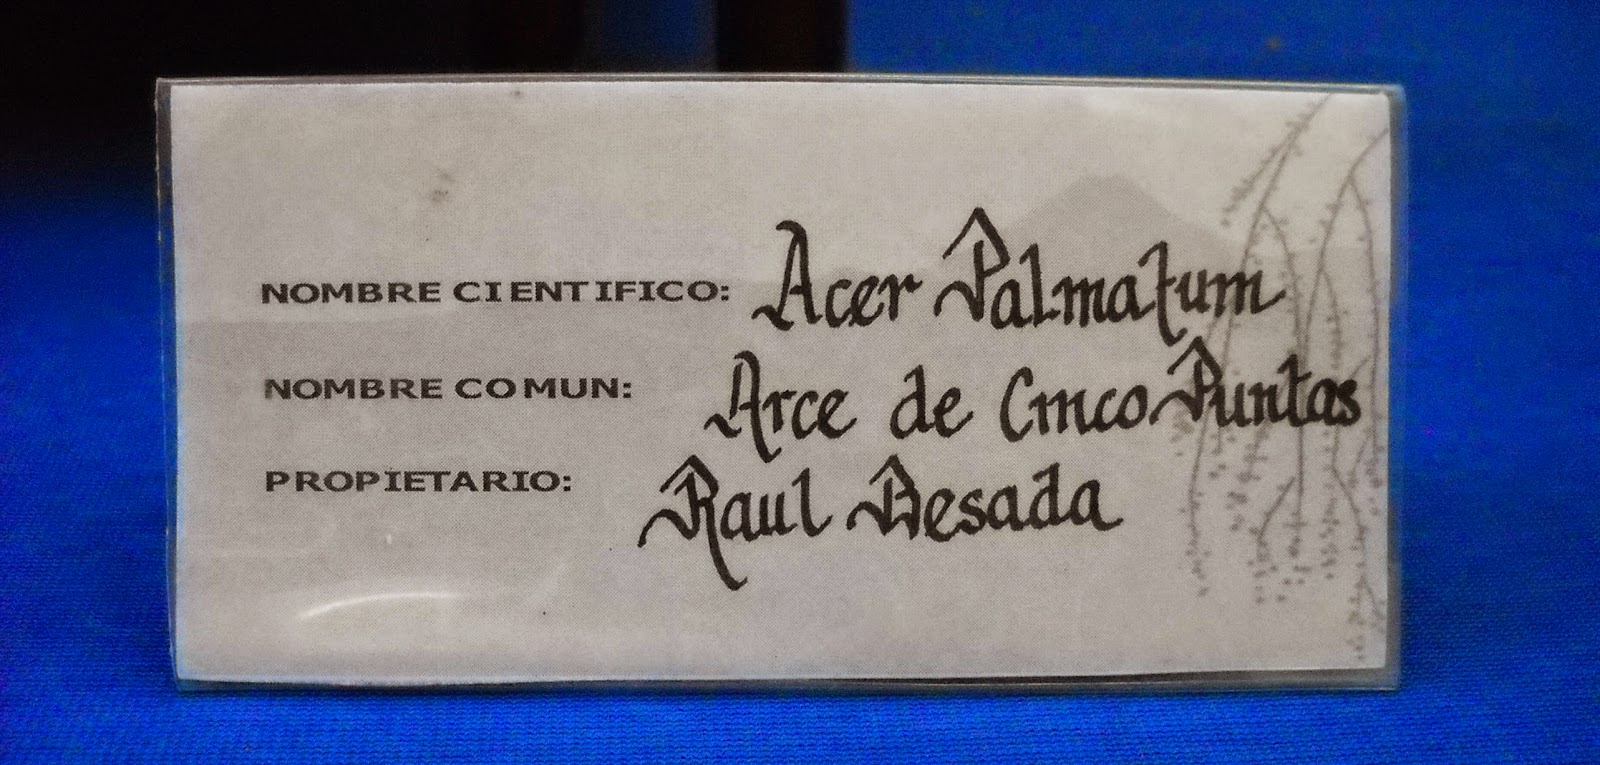 NOMBRE CIENTIFICO: Acer Palmatum
NOMBRE COMUN: Arce de Cinco Puntas
PROPIETARIO: Raul Besada